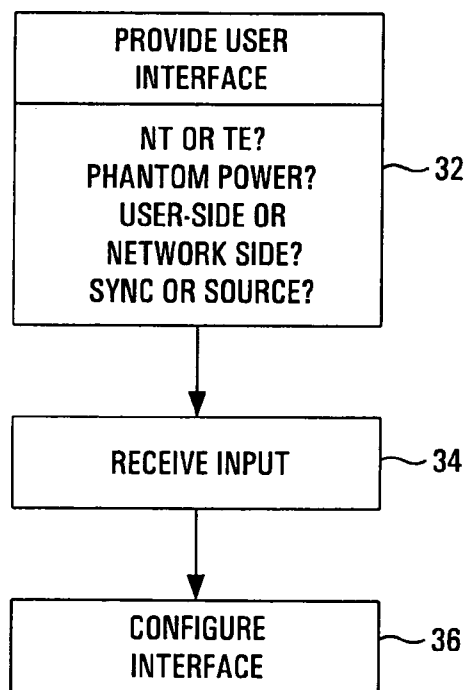 PROVIDE USER
INTERFACE
NT OR TE?
PHANTOM POWER?
USER-SIDE OR
NETWORK SIDE?
SYNC OR SOURCE?
32
RECEIVE INPUT
34
CONFIGURE
INTERFACE
36